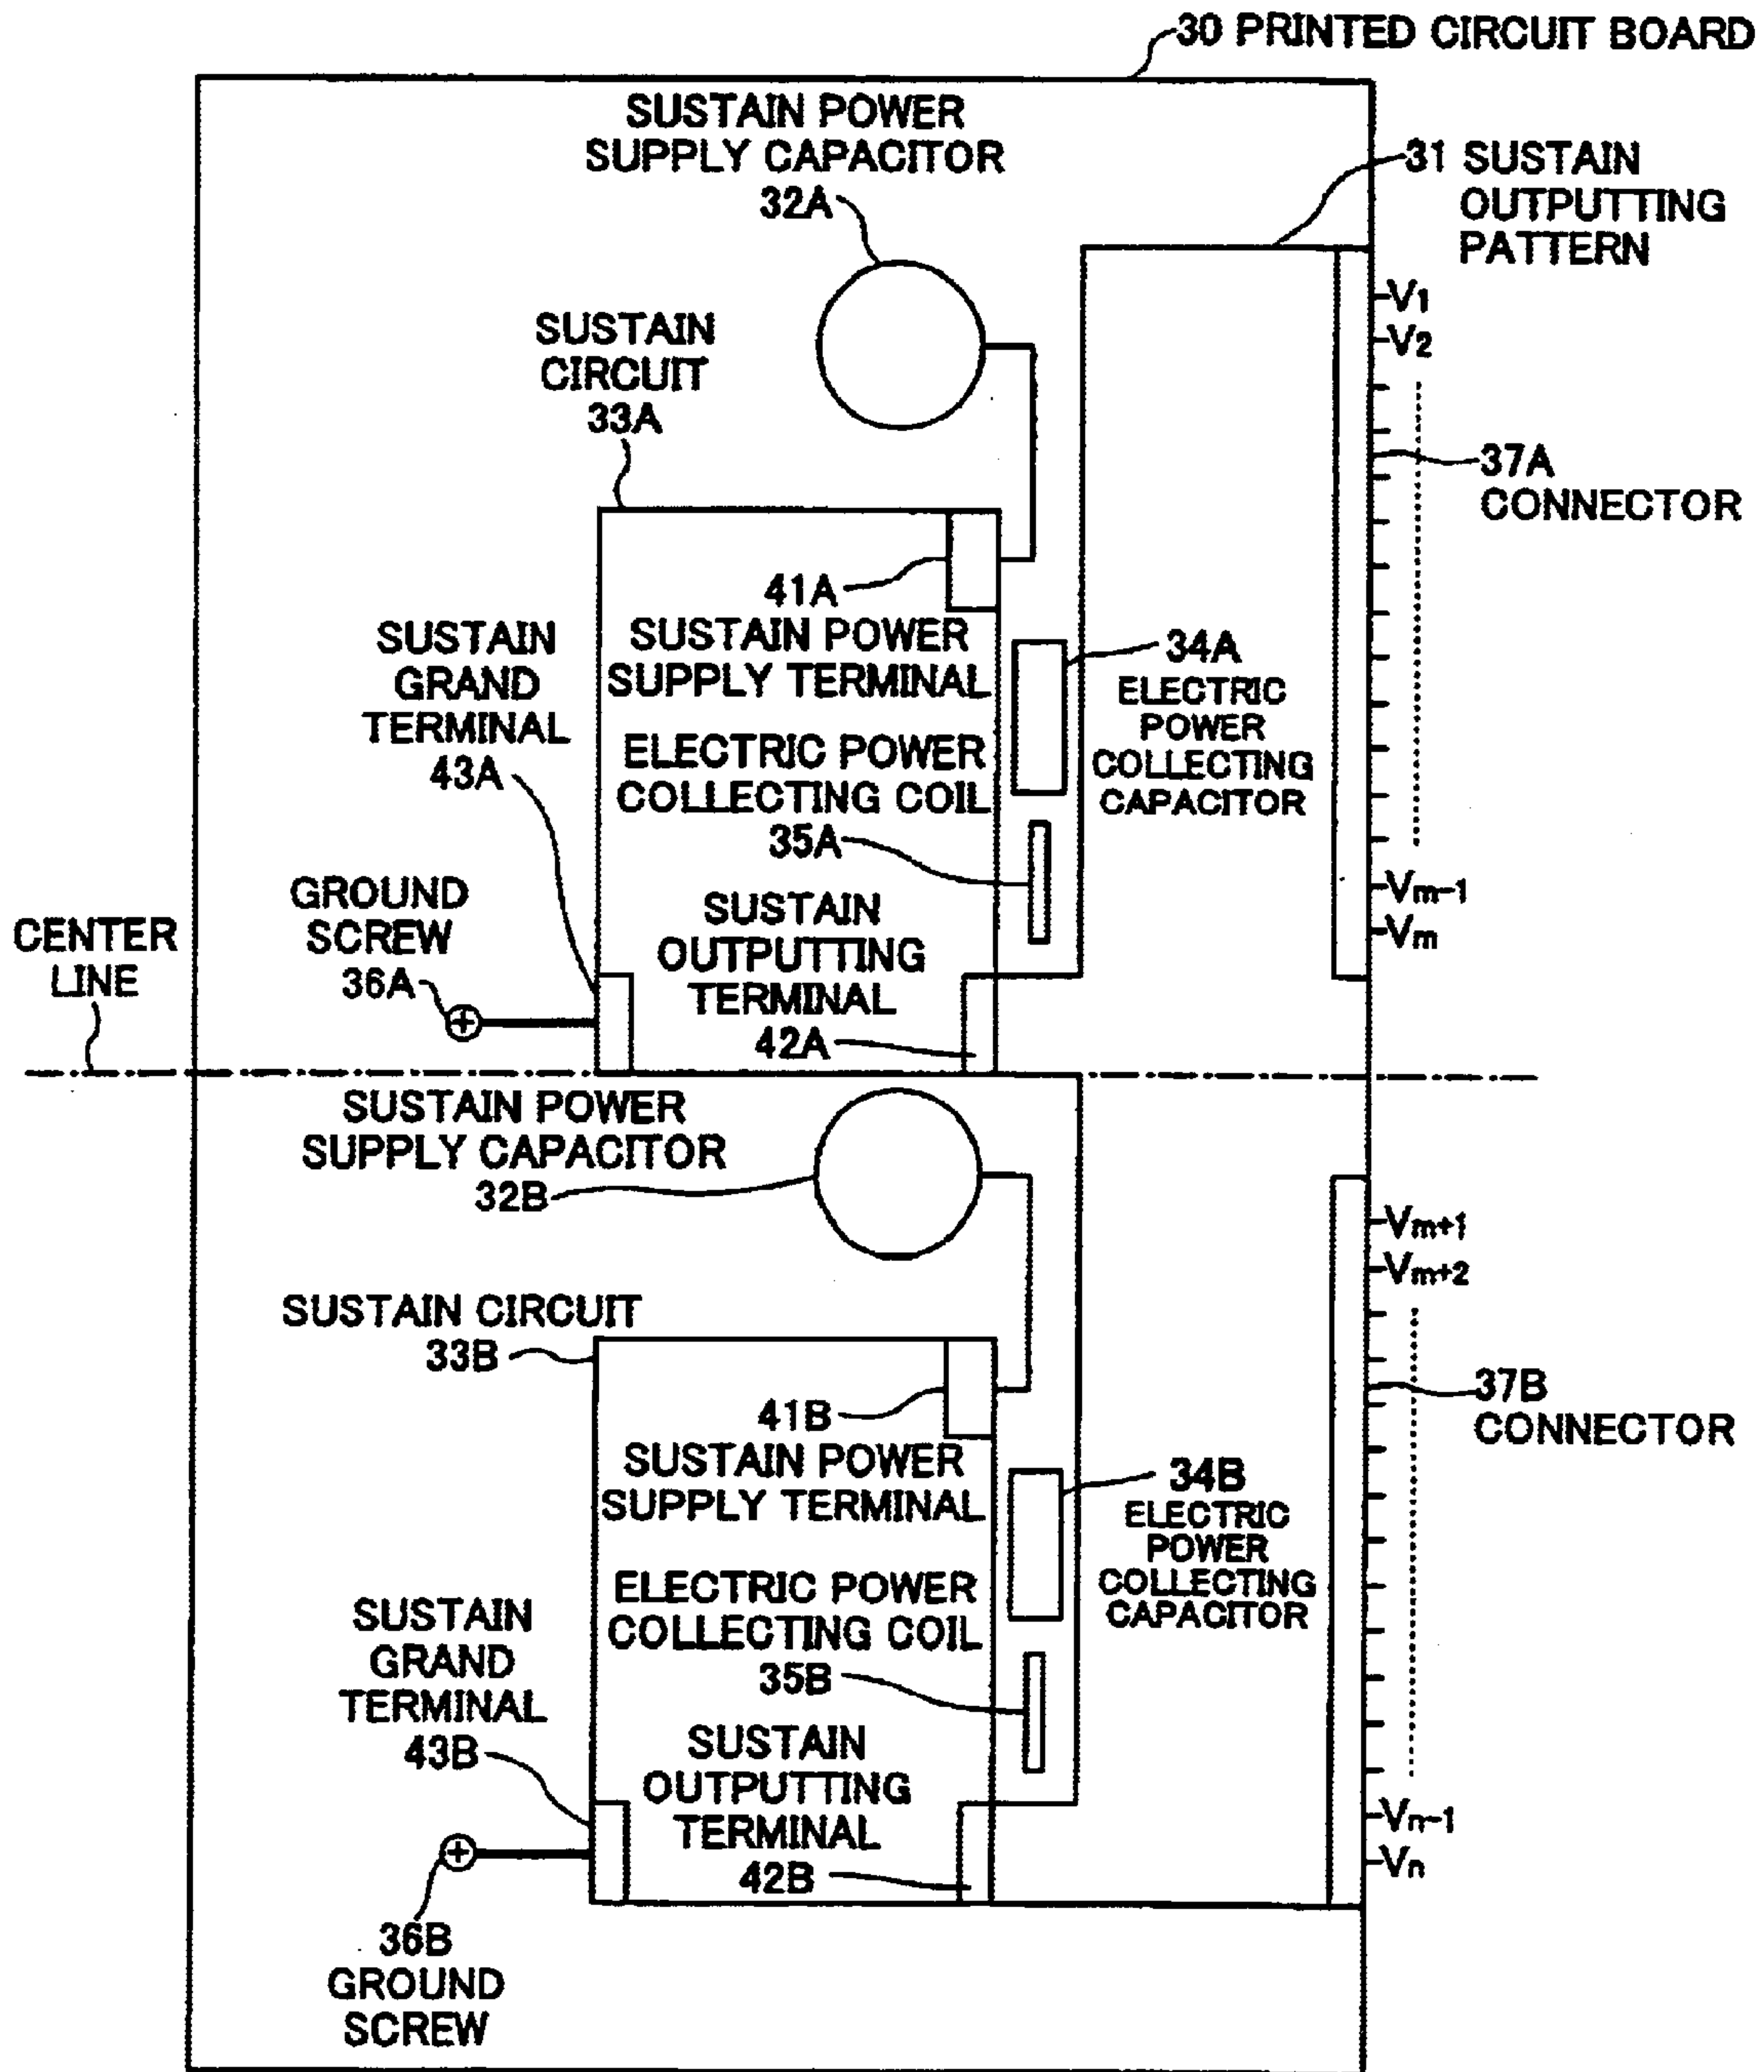 30 PRINTED CIRCUIT BOARD
SUSTAIN POWER
SUPPLY CAPACITOR
32A
31 SUSTAIN
OUTPUTTING
PATTERN
V1
V2
SUSTAIN
CIRCUIT
33A
37A
CONNECTOR
41A
SUSTAIN POWER
SUPPLY TERMINAL
SUSTAIN
GRAND
TERMINAL
43A
34A
ELECTRIC
POWER
COLLECTING
CAPACITOR
ELECTRIC POWER
COLLECTING COIL
35A
Vm-1
Vm
GROUND
SCREW
36A
SUSTAIN
OUTPUTTING
TERMINAL
42A
CENTER
LINE
SUSTAIN POWER
SUPPLY CAPACITOR
32B
Vm+1
Vm+2
SUSTAIN CIRCUIT
33B
37B
CONNECTOR
41B
SUSTAIN POWER
SUPPLY TERMINAL
34B
ELECTRIC
POWER
COLLECTING
CAPACITOR
ELECTRIC POWER
COLLECTING COIL
35B
SUSTAIN
GRAND
TERMINAL
43B
SUSTAIN
OUTPUTTING
TERMINAL
42B
Vn-1
Vn
36B
GROUND
SCREW